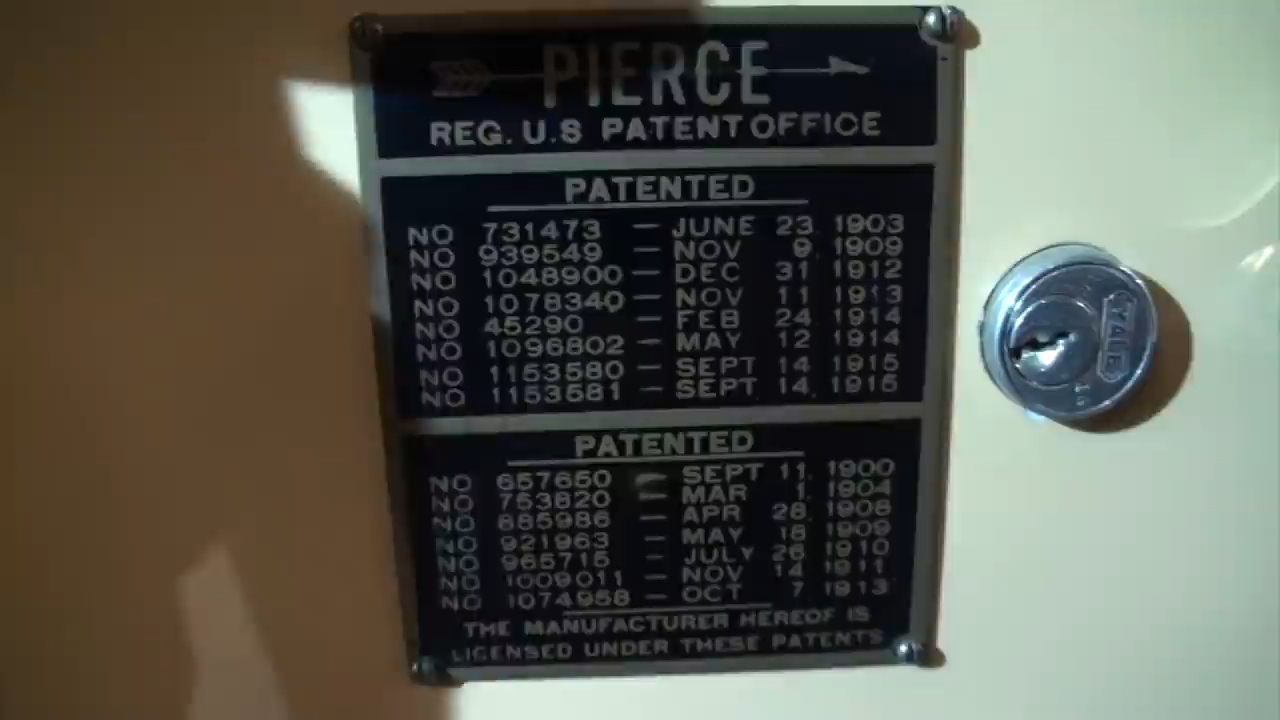 PIERCE
REG. U.S PATENT OFFICE
PATENTED
NO 731473 — JUNE 23, 1903
NO 939549 — NOV 9, 1909
NO 1048900 — DEC 31 1912
NO 1078340 — NOV 11 1913
NO 45290 — FEB 24 1914
NO 1096802 — MAY 12 1914
NO 1153580 — SEPT 14 1915
NO 1153581 — SEPT 14, 1915
PATENTED
NO 657650 — SEPT 11, 1900
NO 753820 — MAR 1, 1904
NO 885986 — APR 28, 1908
NO 921963 — MAY 18 1909
NO 965715 — JULY 26 1910
NO 1009011 — NOV 14 1911
NO 1074958 — OCT 7 1913
THE MANUFACTURER HEREOF IS
LICENSED UNDER THESE PATENTS
YALE